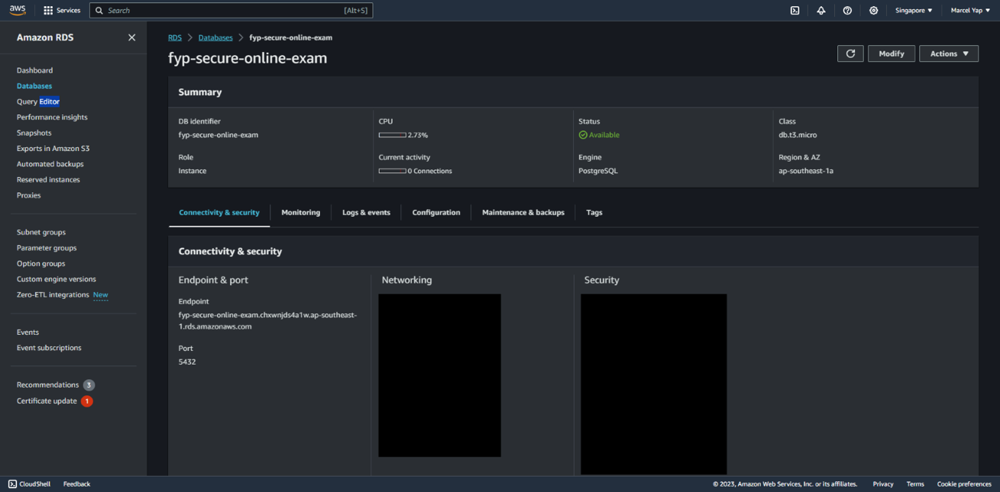 aws
Services
Search
[Alt+S]
Singapore
Marcel Yap
Amazon RDS
Dashboard
Databases
Query Editor
Performance insights
Snapshots
Exports in Amazon S3
Automated backups
Reserved instances
Proxies
Subnet groups
Parameter groups
Option groups
Custom engine versions
Zero-ETL integrations New
Events
Event subscriptions
Recommendations 3
Certificate update 1
RDS > Databases > fyp-secure-online-exam
fyp-secure-online-exam
Modify
Actions
Summary
DB identifier
fyp-secure-online-exam
CPU
2.73%
Status
Available
Class
db.t3.micro
Role
Instance
Current activity
0 Connections
Engine
PostgreSQL
Region & AZ
ap-southeast-1a
Connectivity & security
Monitoring
Logs & events
Configuration
Maintenance & backups
Tags
Connectivity & security
Endpoint & port
Endpoint
fyp-secure-online-exam.chxwnjds4a1w.ap-southeast-
1.rds.amazonaws.com
Port
5432
Networking
Security
CloudShell
Feedback
© 2023, Amazon Web Services, Inc. or its affiliates.
Privacy
Terms
Cookie preferences